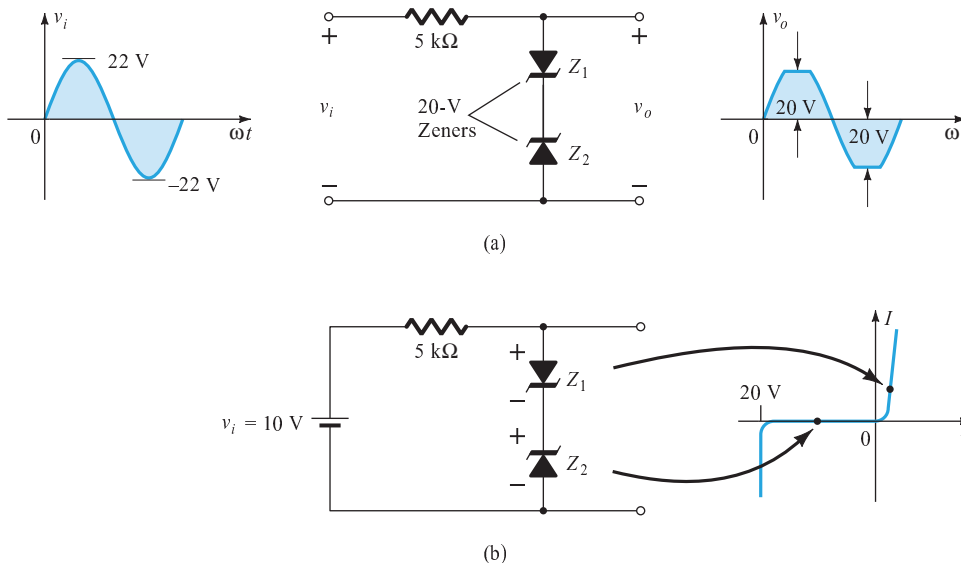 v_i
22 V
0
ωt
–22 V
+
5 kΩ
+
v_i
20-V
Zeners
Z_1
Z_2
v_o
–
–
v_o
20 V
0
20 V
ω
(a)
5 kΩ
v_i = 10 V
+
Z_1
–
+
Z_2
–
I
20 V
0
(b)